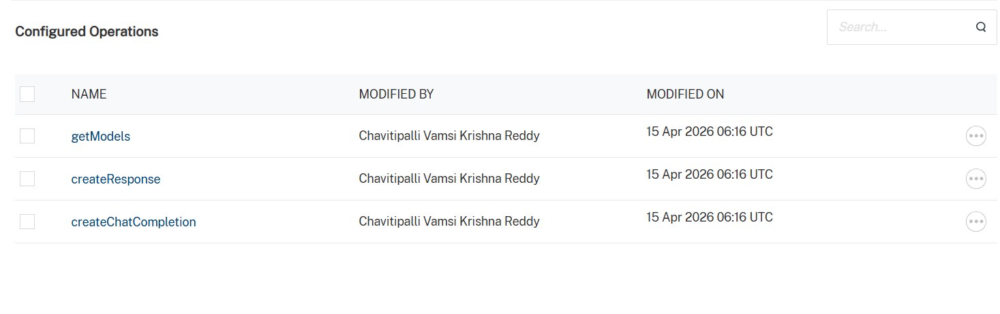 Configured Operations
Search...
NAME MODIFIED BY MODIFIED ON
getModels Chavitipalli Vamsi Krishna Reddy 15 Apr 2026 06:16 UTC
createResponse Chavitipalli Vamsi Krishna Reddy 15 Apr 2026 06:16 UTC
createChatCompletion Chavitipalli Vamsi Krishna Reddy 15 Apr 2026 06:16 UTC